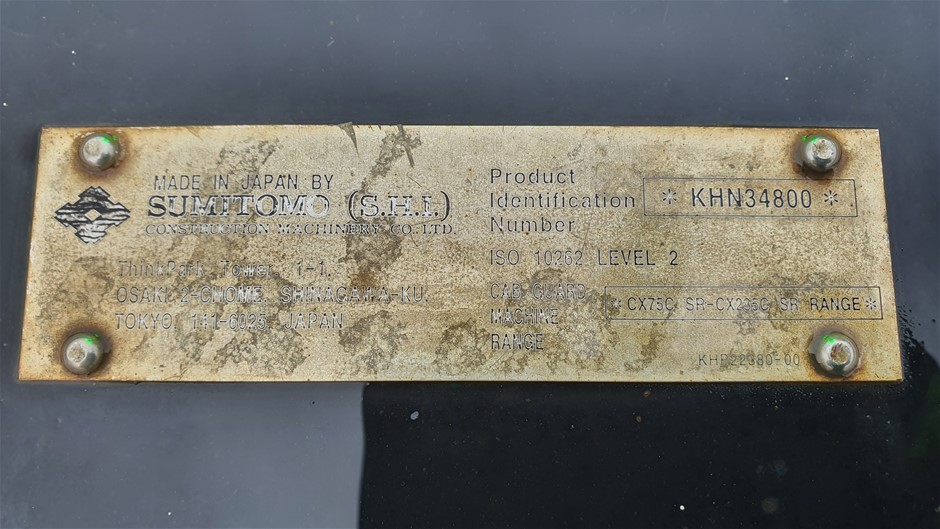 MADE IN JAPAN BY
SUMITOMO (S.H.I.)
CONSTRUCTION MACHINERY CO. LTD.
ThinkPark Tower, 1-1,
OSAKI 2-CHOME, SHINAGAWA-KU,
TOKYO, 141-6025, JAPAN
Product
Identification
Number
* KHN34800 *
ISO 10262 LEVEL 2
CAB GUARD
MACHINE
RANGE
* CX75C SR-CX235C SR RANGE *
KHP22380-00